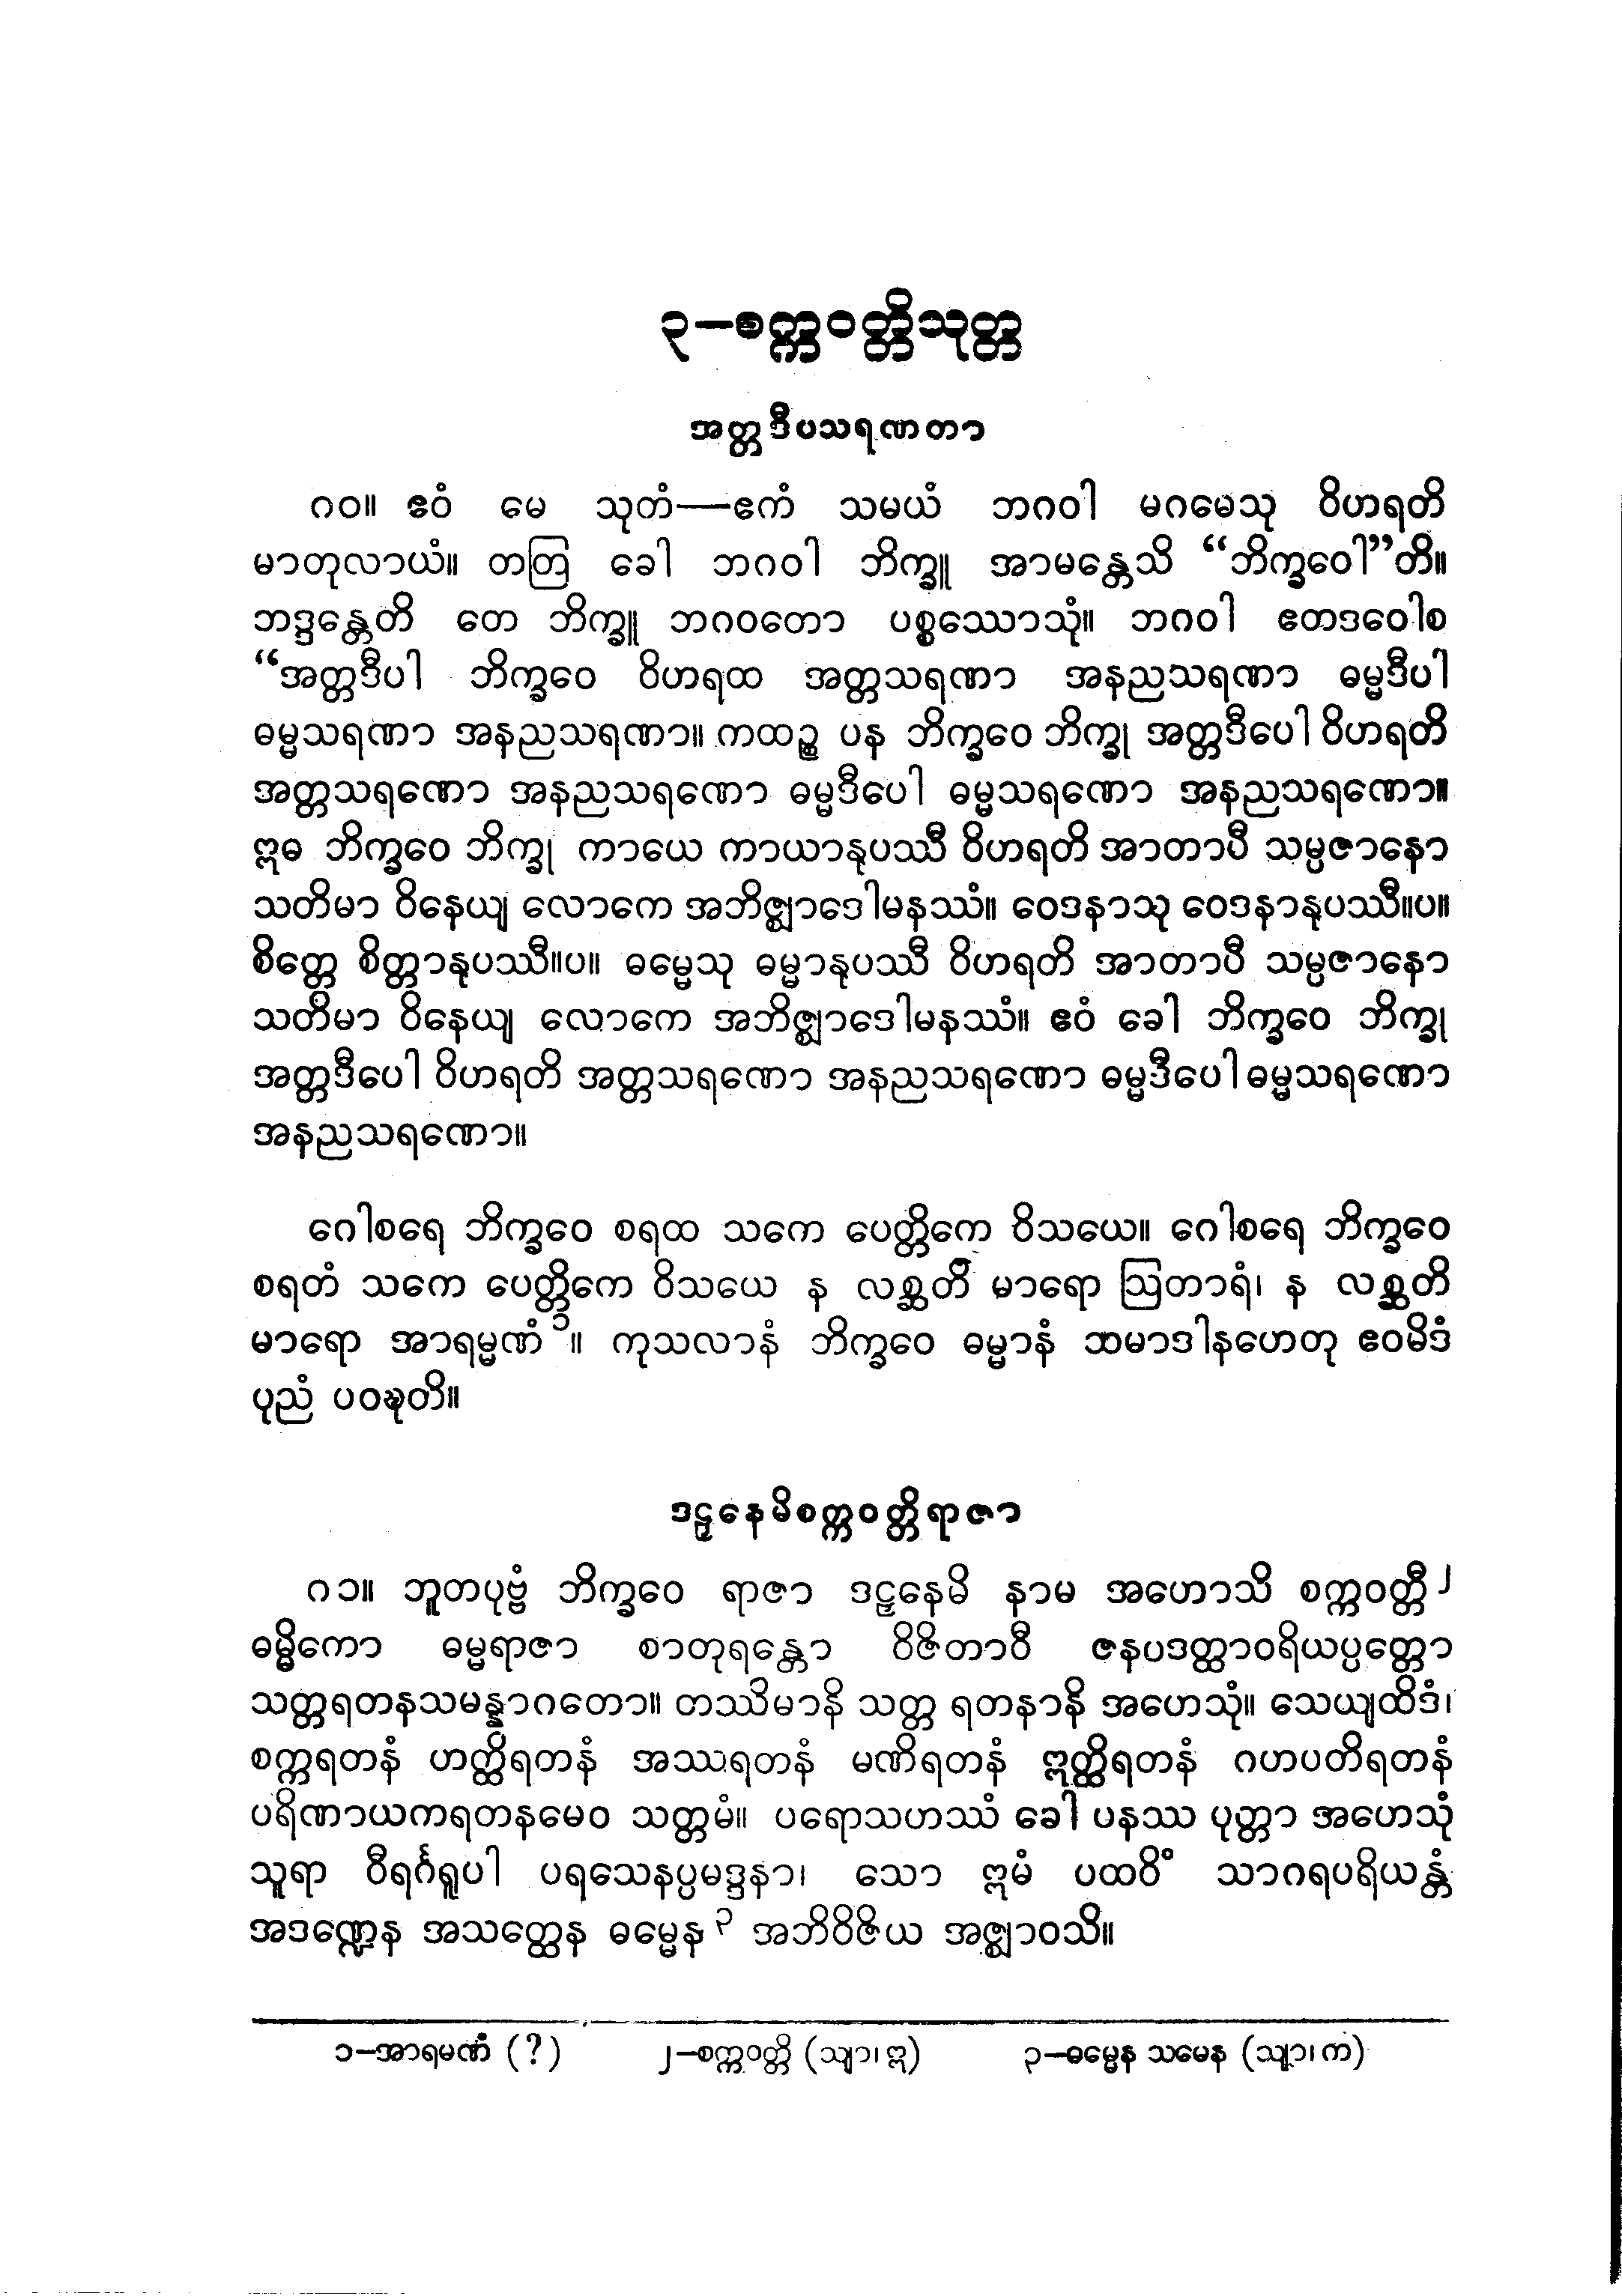 ၃–စက္ကဝတ္တိသုတ္တ
အတ္တဒီပသရဏတာ
၈၀။ ဧဝံ မေ သုတံ—ဧကံ သမယံ ဘဂဝါ မဂဓေသု ဝိဟရတိ
မာတုလာယံ။ တတြ ခေါ ဘဂဝါ ဘိက္ခူ အာမန္တေသိ “ဘိက္ခဝေါ”တိ။
ဘဒ္ဒန္တေတိ တေ ဘိက္ခူ ဘဂဝတော ပစ္စဿောသုံ။ ဘဂဝါ ဧတဒဝေါစ
“အတ္တဒီပါ ဘိက္ခဝေ ဝိဟရထ အတ္တသရဏာ အနညသရဏာ ဓမ္မဒီပါ
ဓမ္မသရဏာ အနညသရဏာ။ ကထဉ္စ ပန ဘိက္ခဝေ ဘိက္ခု အတ္တဒီပေါ ဝိဟရတိ
အတ္တသရဏော အနညသရဏော ဓမ္မဒီပေါ ဓမ္မသရဏော အနညသရဏော။
ဣဓ ဘိက္ခဝေ ဘိက္ခု ကာယေ ကာယာနုပဿီ ဝိဟရတိ အာတာပီ သမ္ပဇာနော
သတိမာ ဝိနေယျ လောကေ အဘိဇ္ဈာဒေါမနဿံ။ ဝေဒနာသု ဝေဒနာနုပဿီ။ပ။
စိတ္တေ စိတ္တာနုပဿီ။ပ။ ဓမ္မေသု ဓမ္မာနုပဿီ ဝိဟရတိ အာတာပီ သမ္ပဇာနော
သတိမာ ဝိနေယျ လောကေ အဘိဇ္ဈာဒေါမနဿံ။ ဧဝံ ခေါ ဘိက္ခဝေ ဘိက္ခု
အတ္တဒီပေါ ဝိဟရတိ အတ္တသရဏော အနညသရဏော ဓမ္မဒီပေါ ဓမ္မသရဏော
အနညသရဏော။
ဂေါစရေ ဘိက္ခဝေ စရထ သကေ ပေတ္တိကေ ဝိသယေ။ ဂေါစရေ ဘိက္ခဝေ
စရတံ သကေ ပေတ္တိကေ ဝိသယေ န လစ္ဆတိ မာရော ဩတာရံ၊ န လစ္ဆတိ
မာရော အာရမ္မဏံ ၁။ ကုသလာနံ ဘိက္ခဝေ ဓမ္မာနံ သမာဒါနဟေတု ဧဝမိဒံ
ပုညံ ပဝဍ္ဎတိ။
ဒဠှနေမိစက္ကဝတ္တိရာဇာ
၈၁။ ဘူတပုဗ္ဗံ ဘိက္ခဝေ ရာဇာ ဒဠှနေမိ နာမ အဟောသိ စက္ကဝတ္တီ ၂
ဓမ္မိကော ဓမ္မရာဇာ စာတုရန္တော ဝိဇိတာဝီ ဇနပဒတ္ထာဝရိယပ္ပတ္တော
သတ္တရတနသမန္နာဂတော။ တဿိမာနိ သတ္တ ရတနာနိ အဟေသုံ။ သေယျထိဒံ၊
စက္ကရတနံ ဟတ္ထိရတနံ အဿရတနံ မဏိရတနံ ဣတ္ထိရတနံ ဂဟပတိရတနံ
ပရိဏာယကရတနမေဝ သတ္တမံ။ ပရောသဟဿံ ခေါ ပနဿ ပုတ္တာ အဟေသုံ
သူရာ ဝီရင်္ဂရူပါ ပရသေနပ္ပမဒ္ဒနာ၊ သော ဣမံ ပထဝိံ သာဂရပရိယန္တံ
အဒဏ္ဍေန အသတ္ထေန ဓမ္မေန ၃ အဘိဝိဇိယ အဇ္ဈာဝသိ။
၁–အာရမဏံ (?) ၂–စက္ကဝတ္တိ (သျာ၊ ဣ) ၃–ဓမ္မေန သမေန (သျာ၊ က)